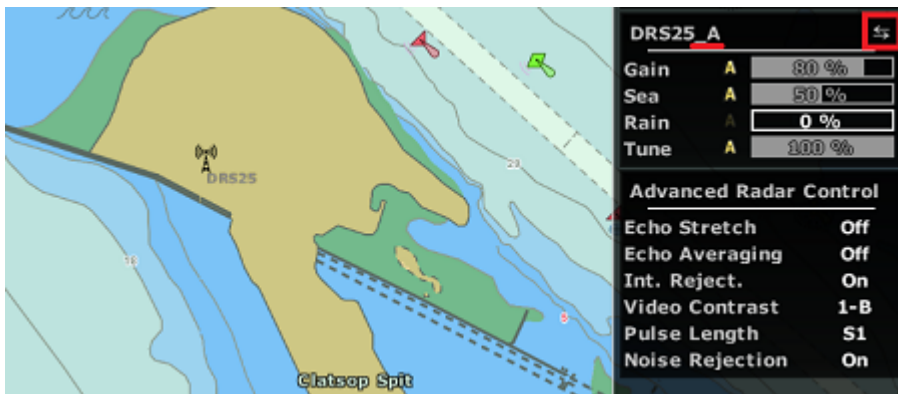 DRS25_A
Gain A 80 %
Sea A 50 %
Rain A 0 %
Tune A 100 %
Advanced Radar Control
Echo Stretch Off
Echo Averaging Off
Int. Reject. On
Video Contrast 1-B
Pulse Length S1
Noise Rejection On
DRS25
29
18
5
Clatsop Spit